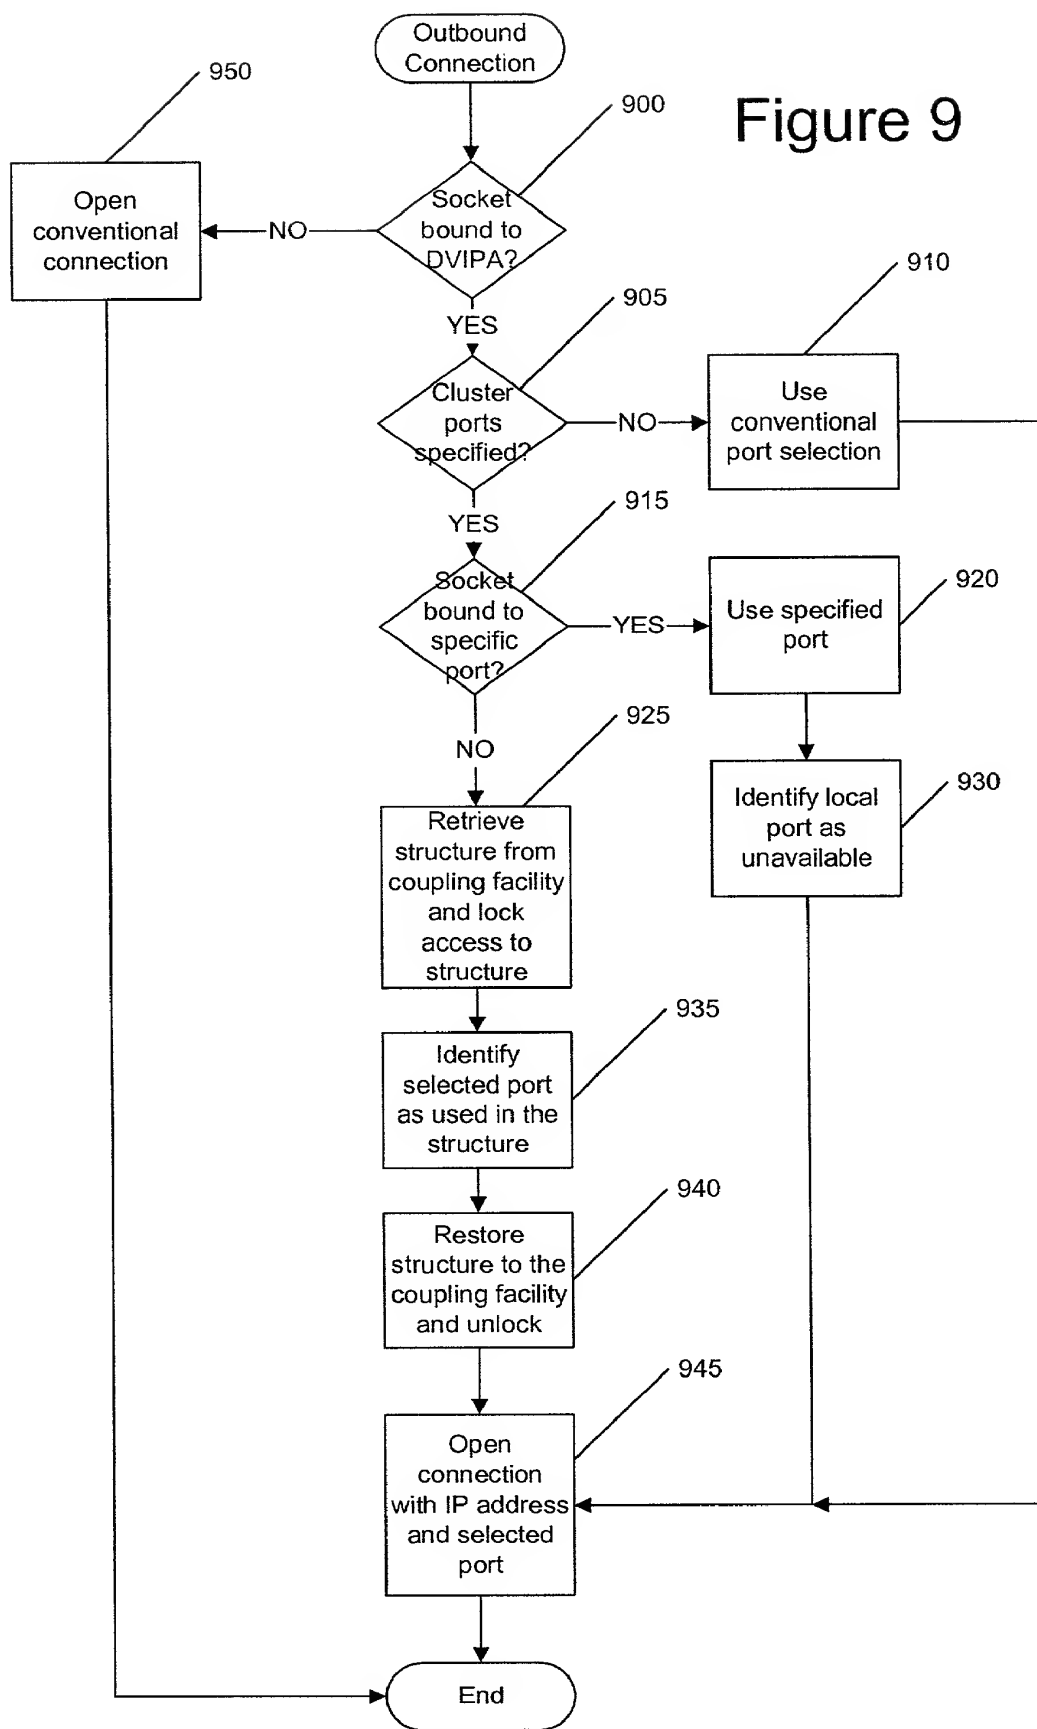 Outbound
Connection
950
900
Figure 9
Open
conventional
connection
NO
Socket
bound to
DVIPA?
910
YES
905
Cluster
ports
specified?
NO
Use
conventional
port selection
YES
915
Socket
bound to
specific
port?
YES
Use specified
port
920
NO
925
Identify local
port as
unavailable
930
Retrieve
structure from
coupling facility
and lock
access to
structure
935
Identify
selected port
as used in the
structure
940
Restore
structure to the
coupling facility
and unlock
945
Open
connection
with IP address
and selected
port
End